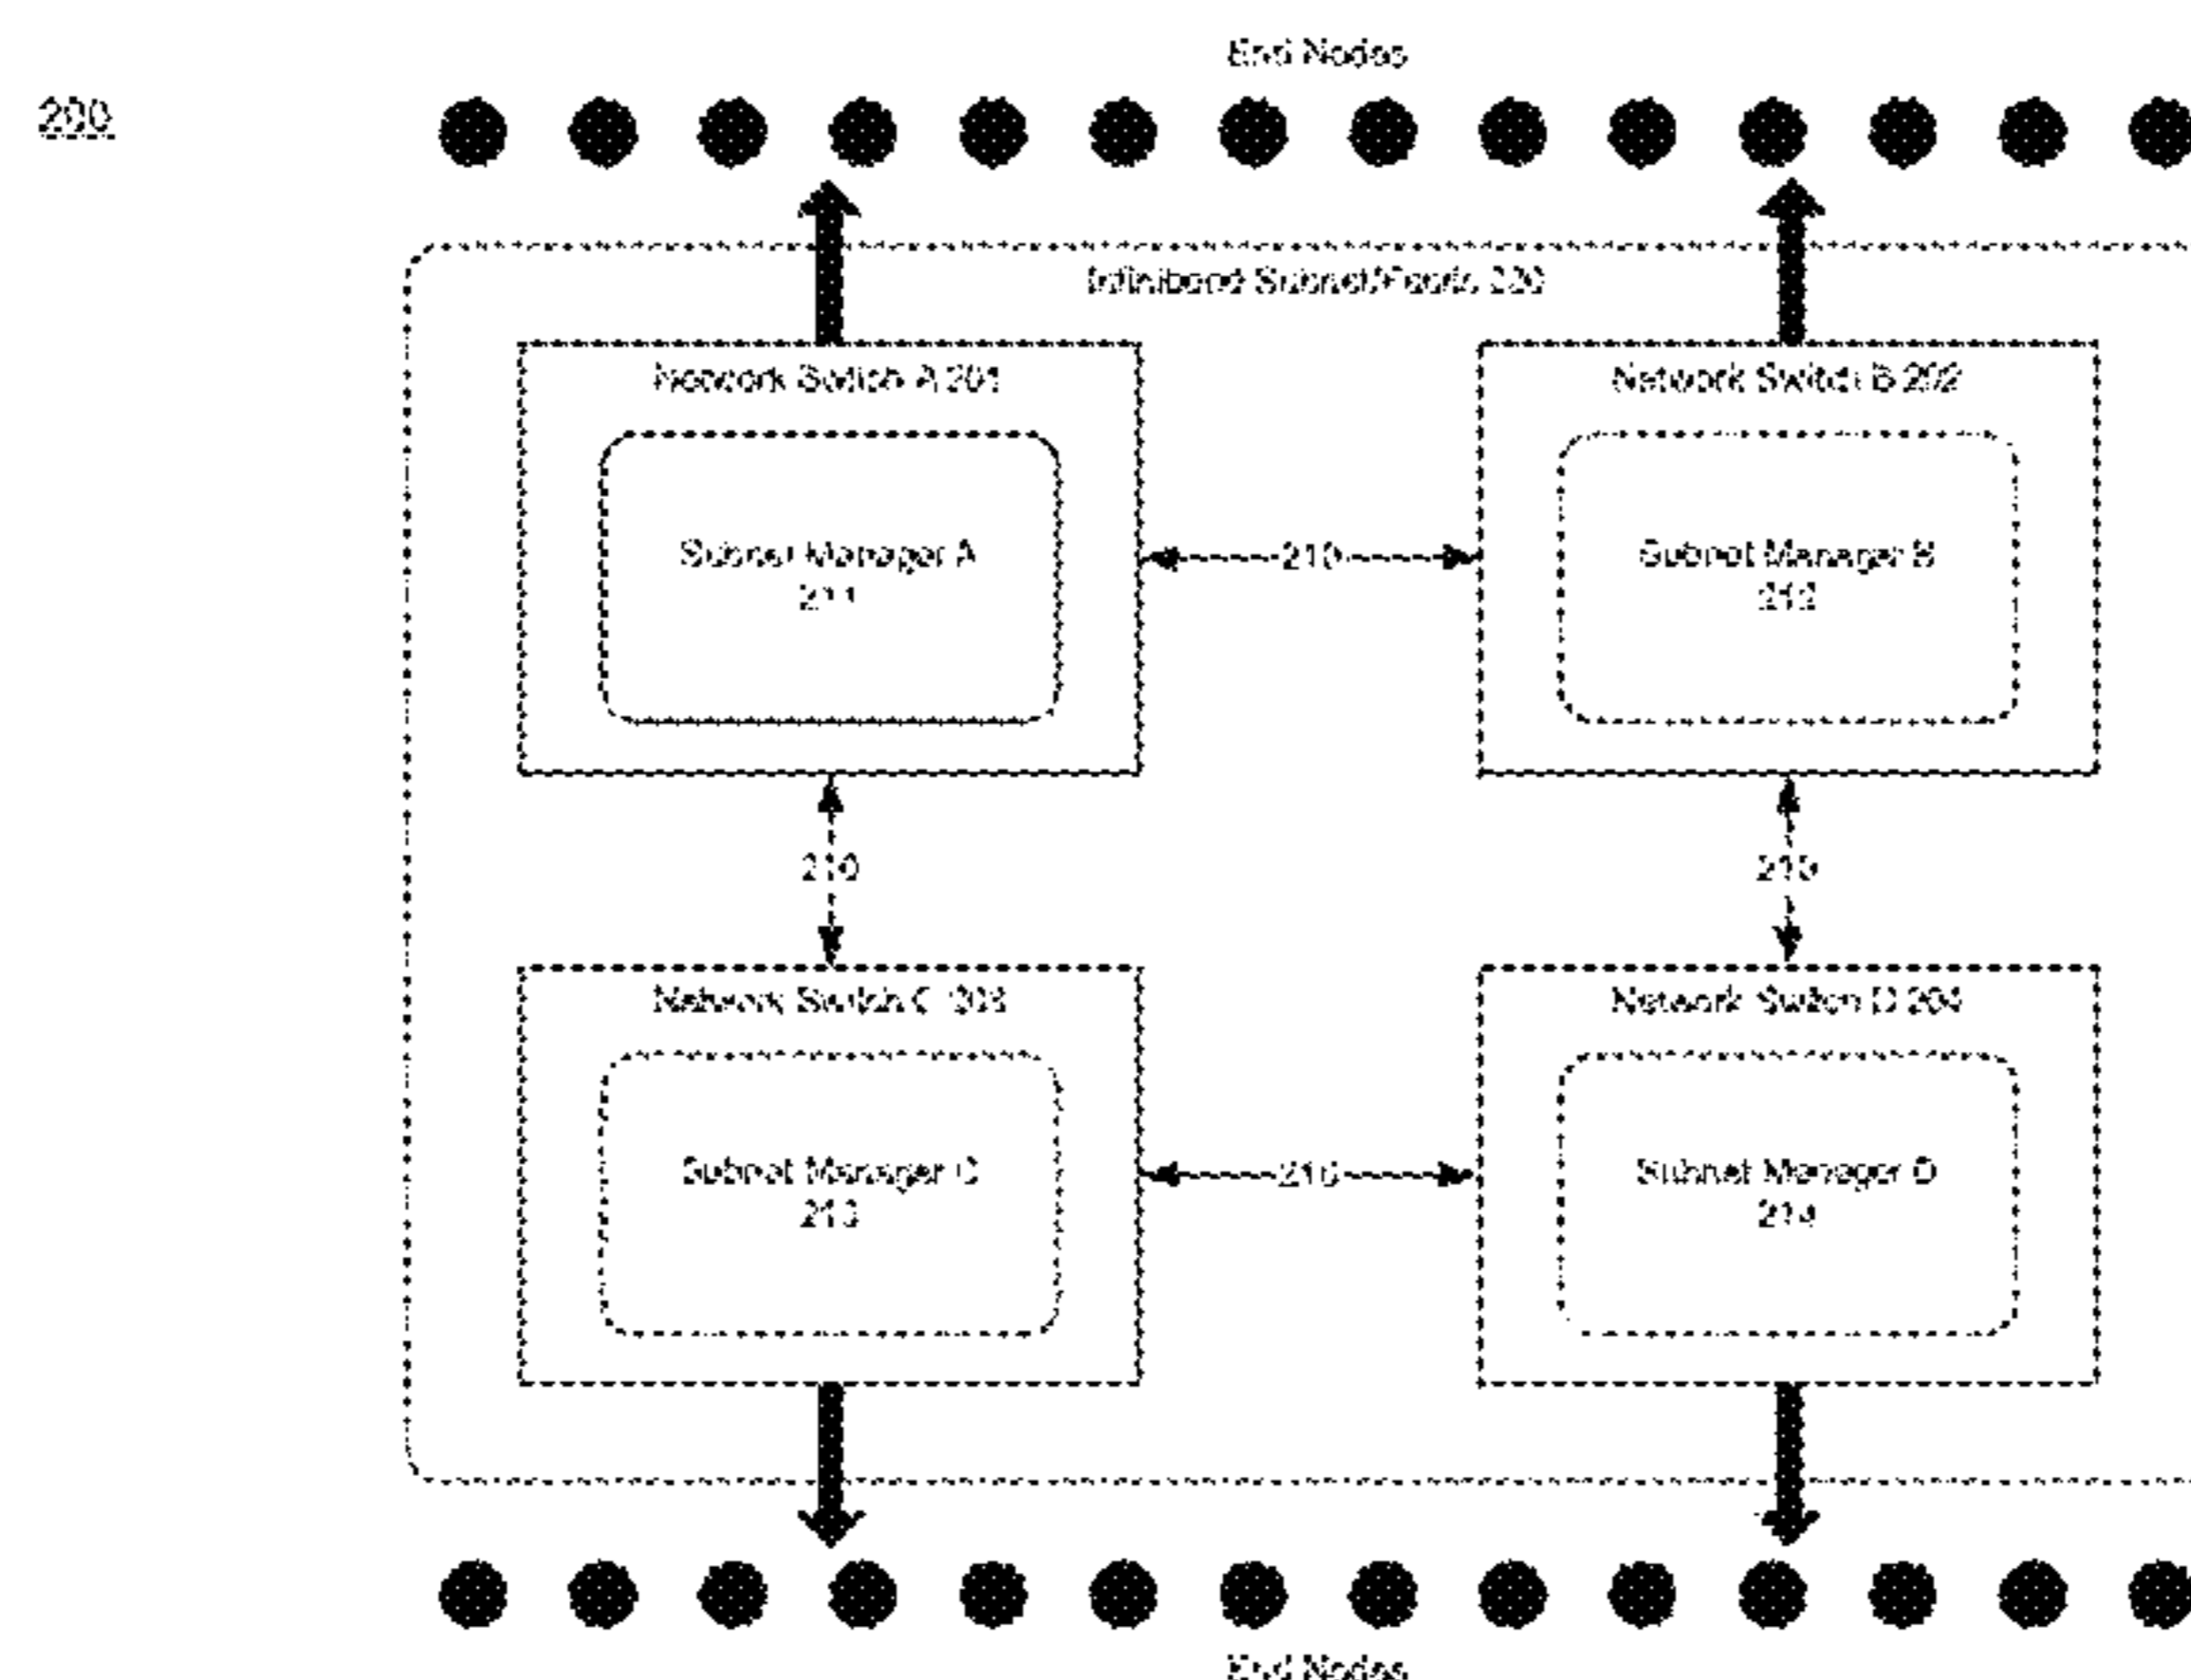 End Nodes
200
Infiniband Subnet/Fabric 220
Network Switch A 201
Network Switch B 202
Subnet Manager A
211
210
Subnet Manager B
212
210
210
Network Switch C 203
Network Switch D 204
Subnet Manager C
213
210
Subnet Manager D
214
End Nodes